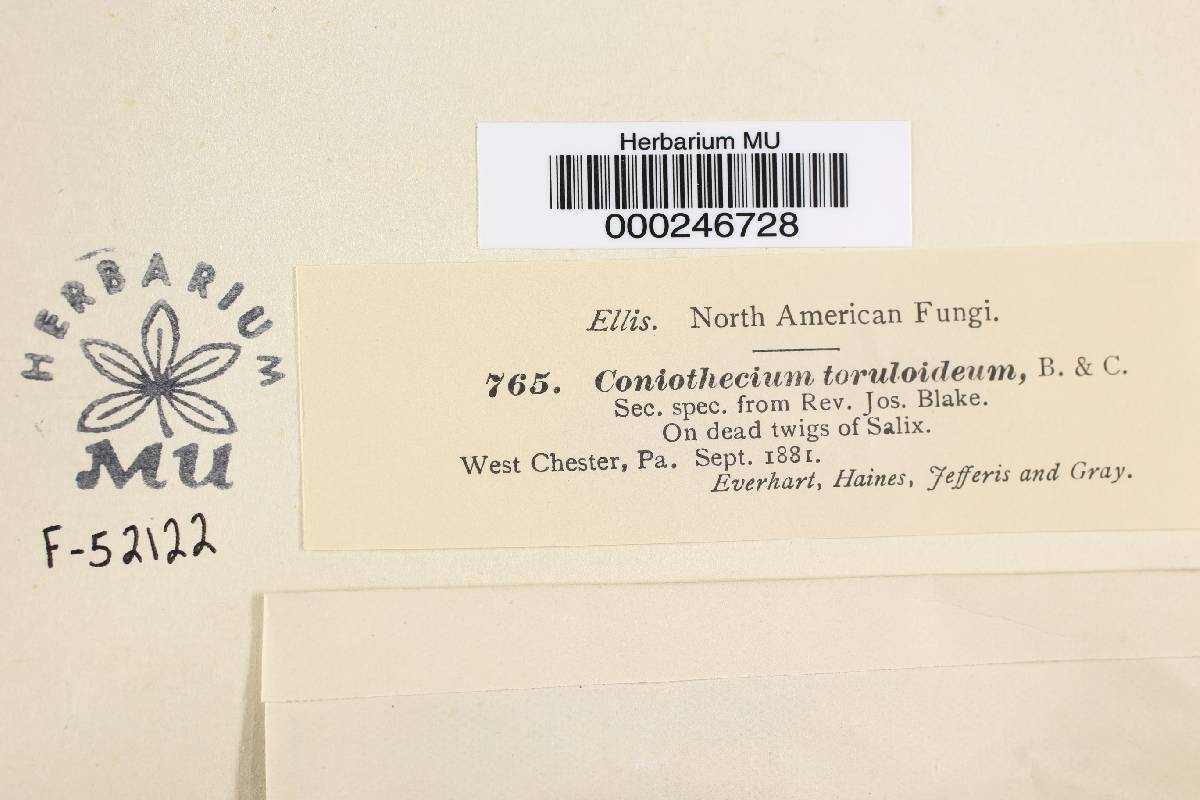 Herbarium MU
000246728
HERBARIUM
MU
F-52122
Ellis. North American Fungi.
765. Coniothecium toruloideum, B. & C.
Sec. spec. from Rev. Jos. Blake.
On dead twigs of Salix.
West Chester, Pa. Sept. 1881.
Everhart, Haines, Jefferis and Gray.